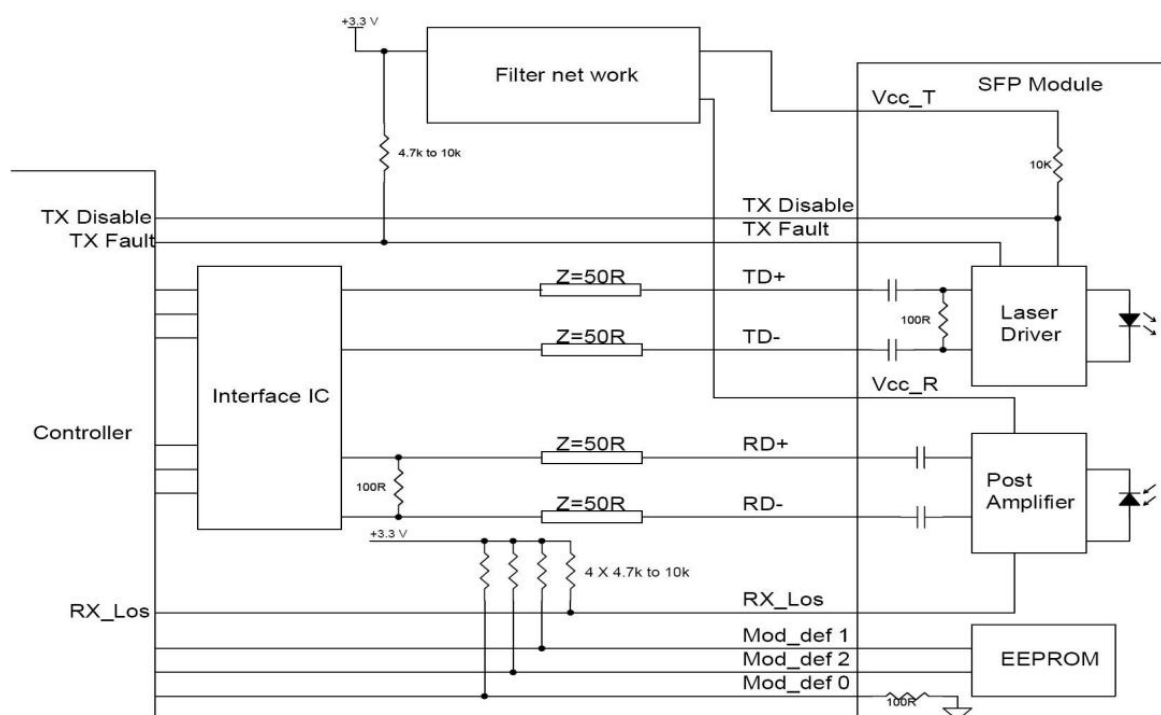 +3.3 V
Filter net work
SFP Module
Vcc_T
4.7k to 10k
10K
TX Disable
TX Disable
TX Fault
TX Fault
Z=50R
TD+
100R
Laser
Driver
Z=50R
TD-
Interface IC
Vcc_R
Controller
Z=50R
RD+
100R
Post
Amplifier
Z=50R
RD-
+3.3 V
4 X 4.7k to 10k
RX_Los
RX_Los
Mod_def 1
Mod_def 2
EEPROM
Mod_def 0
100R